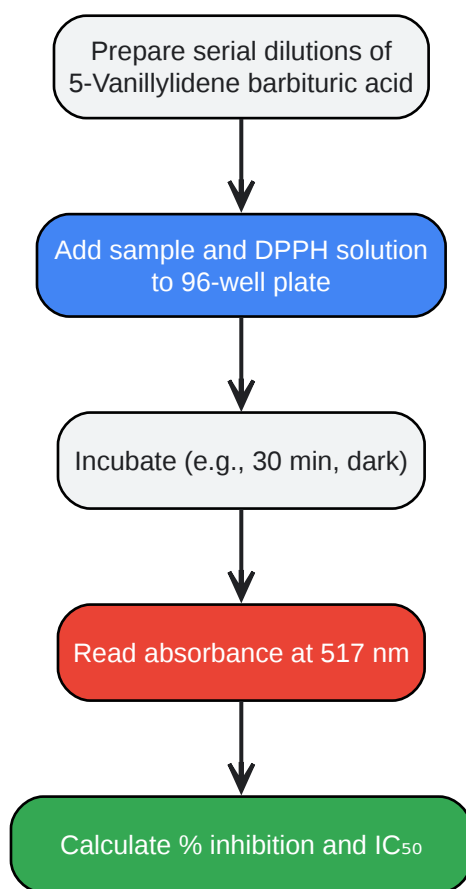 Prepare serial dilutions of
5-Vanillylidene barbituric acid
Add sample and DPPH solution
to 96-well plate
Incubate (e.g., 30 min, dark)
Read absorbance at 517 nm
Calculate % inhibition and IC₅₀